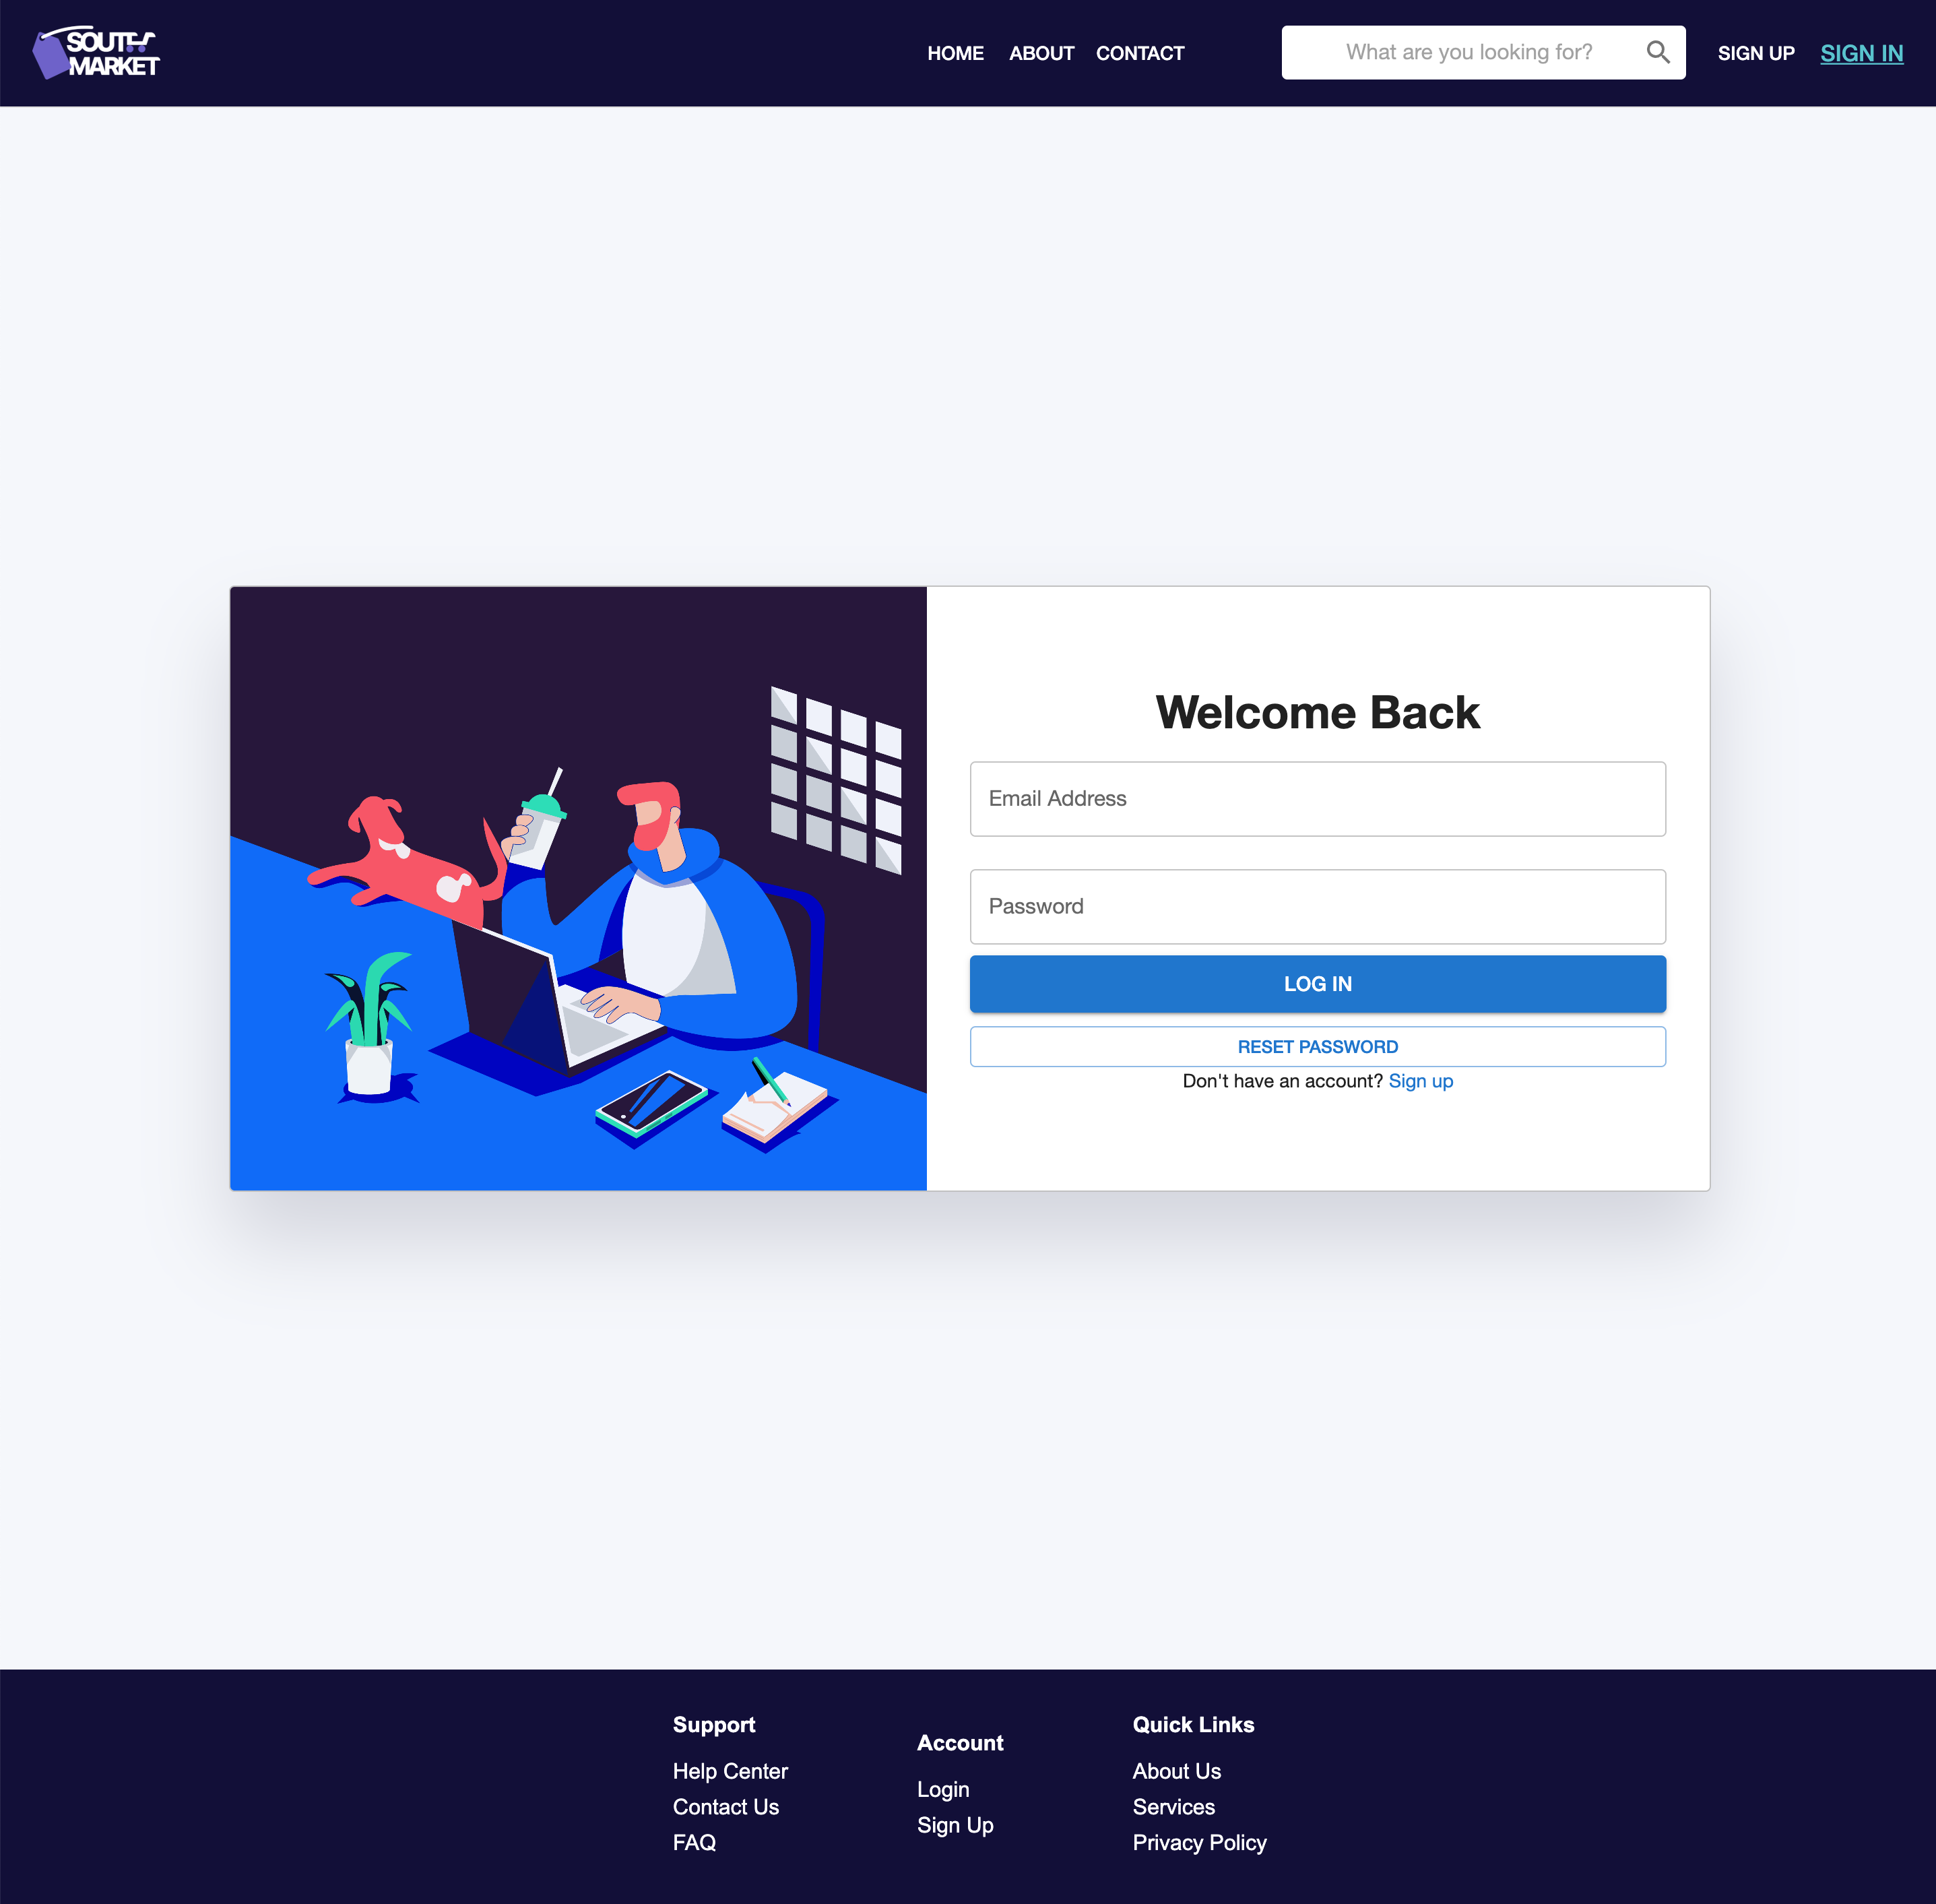 SOUTH
MARKET
HOME ABOUT CONTACT What are you looking for? SIGN UP SIGN IN
Welcome Back
Email Address
Password
LOG IN
RESET PASSWORD
Don't have an account? Sign up
Support
Help Center
Contact Us
FAQ
Account
Login
Sign Up
Quick Links
About Us
Services
Privacy Policy